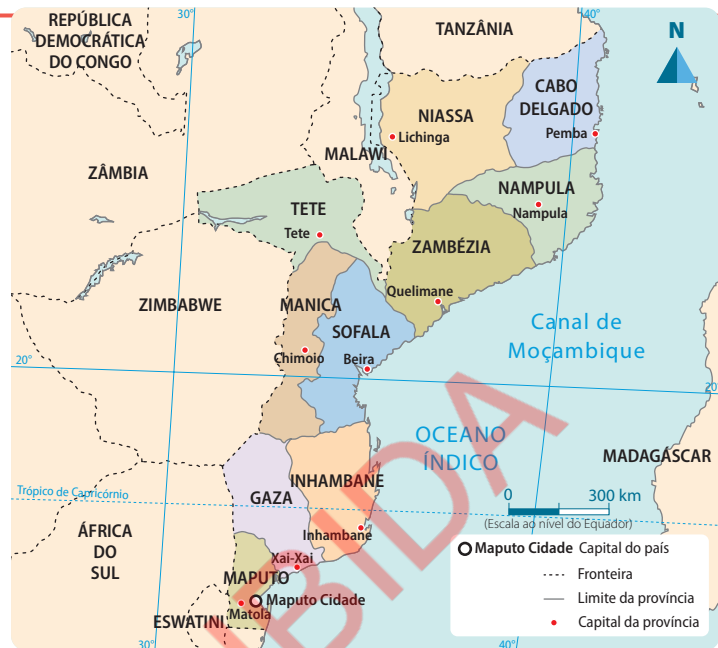 30°
40°
REPÚBLICA
DEMOCRÁTICA
DO CONGO
TANZÂNIA
N
CABO
DELGADO
Pemba
NIASSA
Lichinga
MALAWI
ZÂMBIA
NAMPULA
Nampula
TETE
Tete
ZAMBÉZIA
Quelimane
ZIMBABWE
MANICA
SOFALA
Chimoio
Beira
Canal de
Moçambique
20°
20°
OCEANO
ÍNDICO
MADAGÁSCAR
INHAMBANE
GAZA
Trópico de Capricórnio
0 300 km
(Escala ao nível do Equador)
ÁFRICA
DO
SUL
Inhambane
Xai-Xai
MAPUTO
Maputo Cidade
Matola
ESWATINI
30°
40°
Maputo Cidade Capital do país
Fronteira
Limite da província
Capital da província
IBIDA